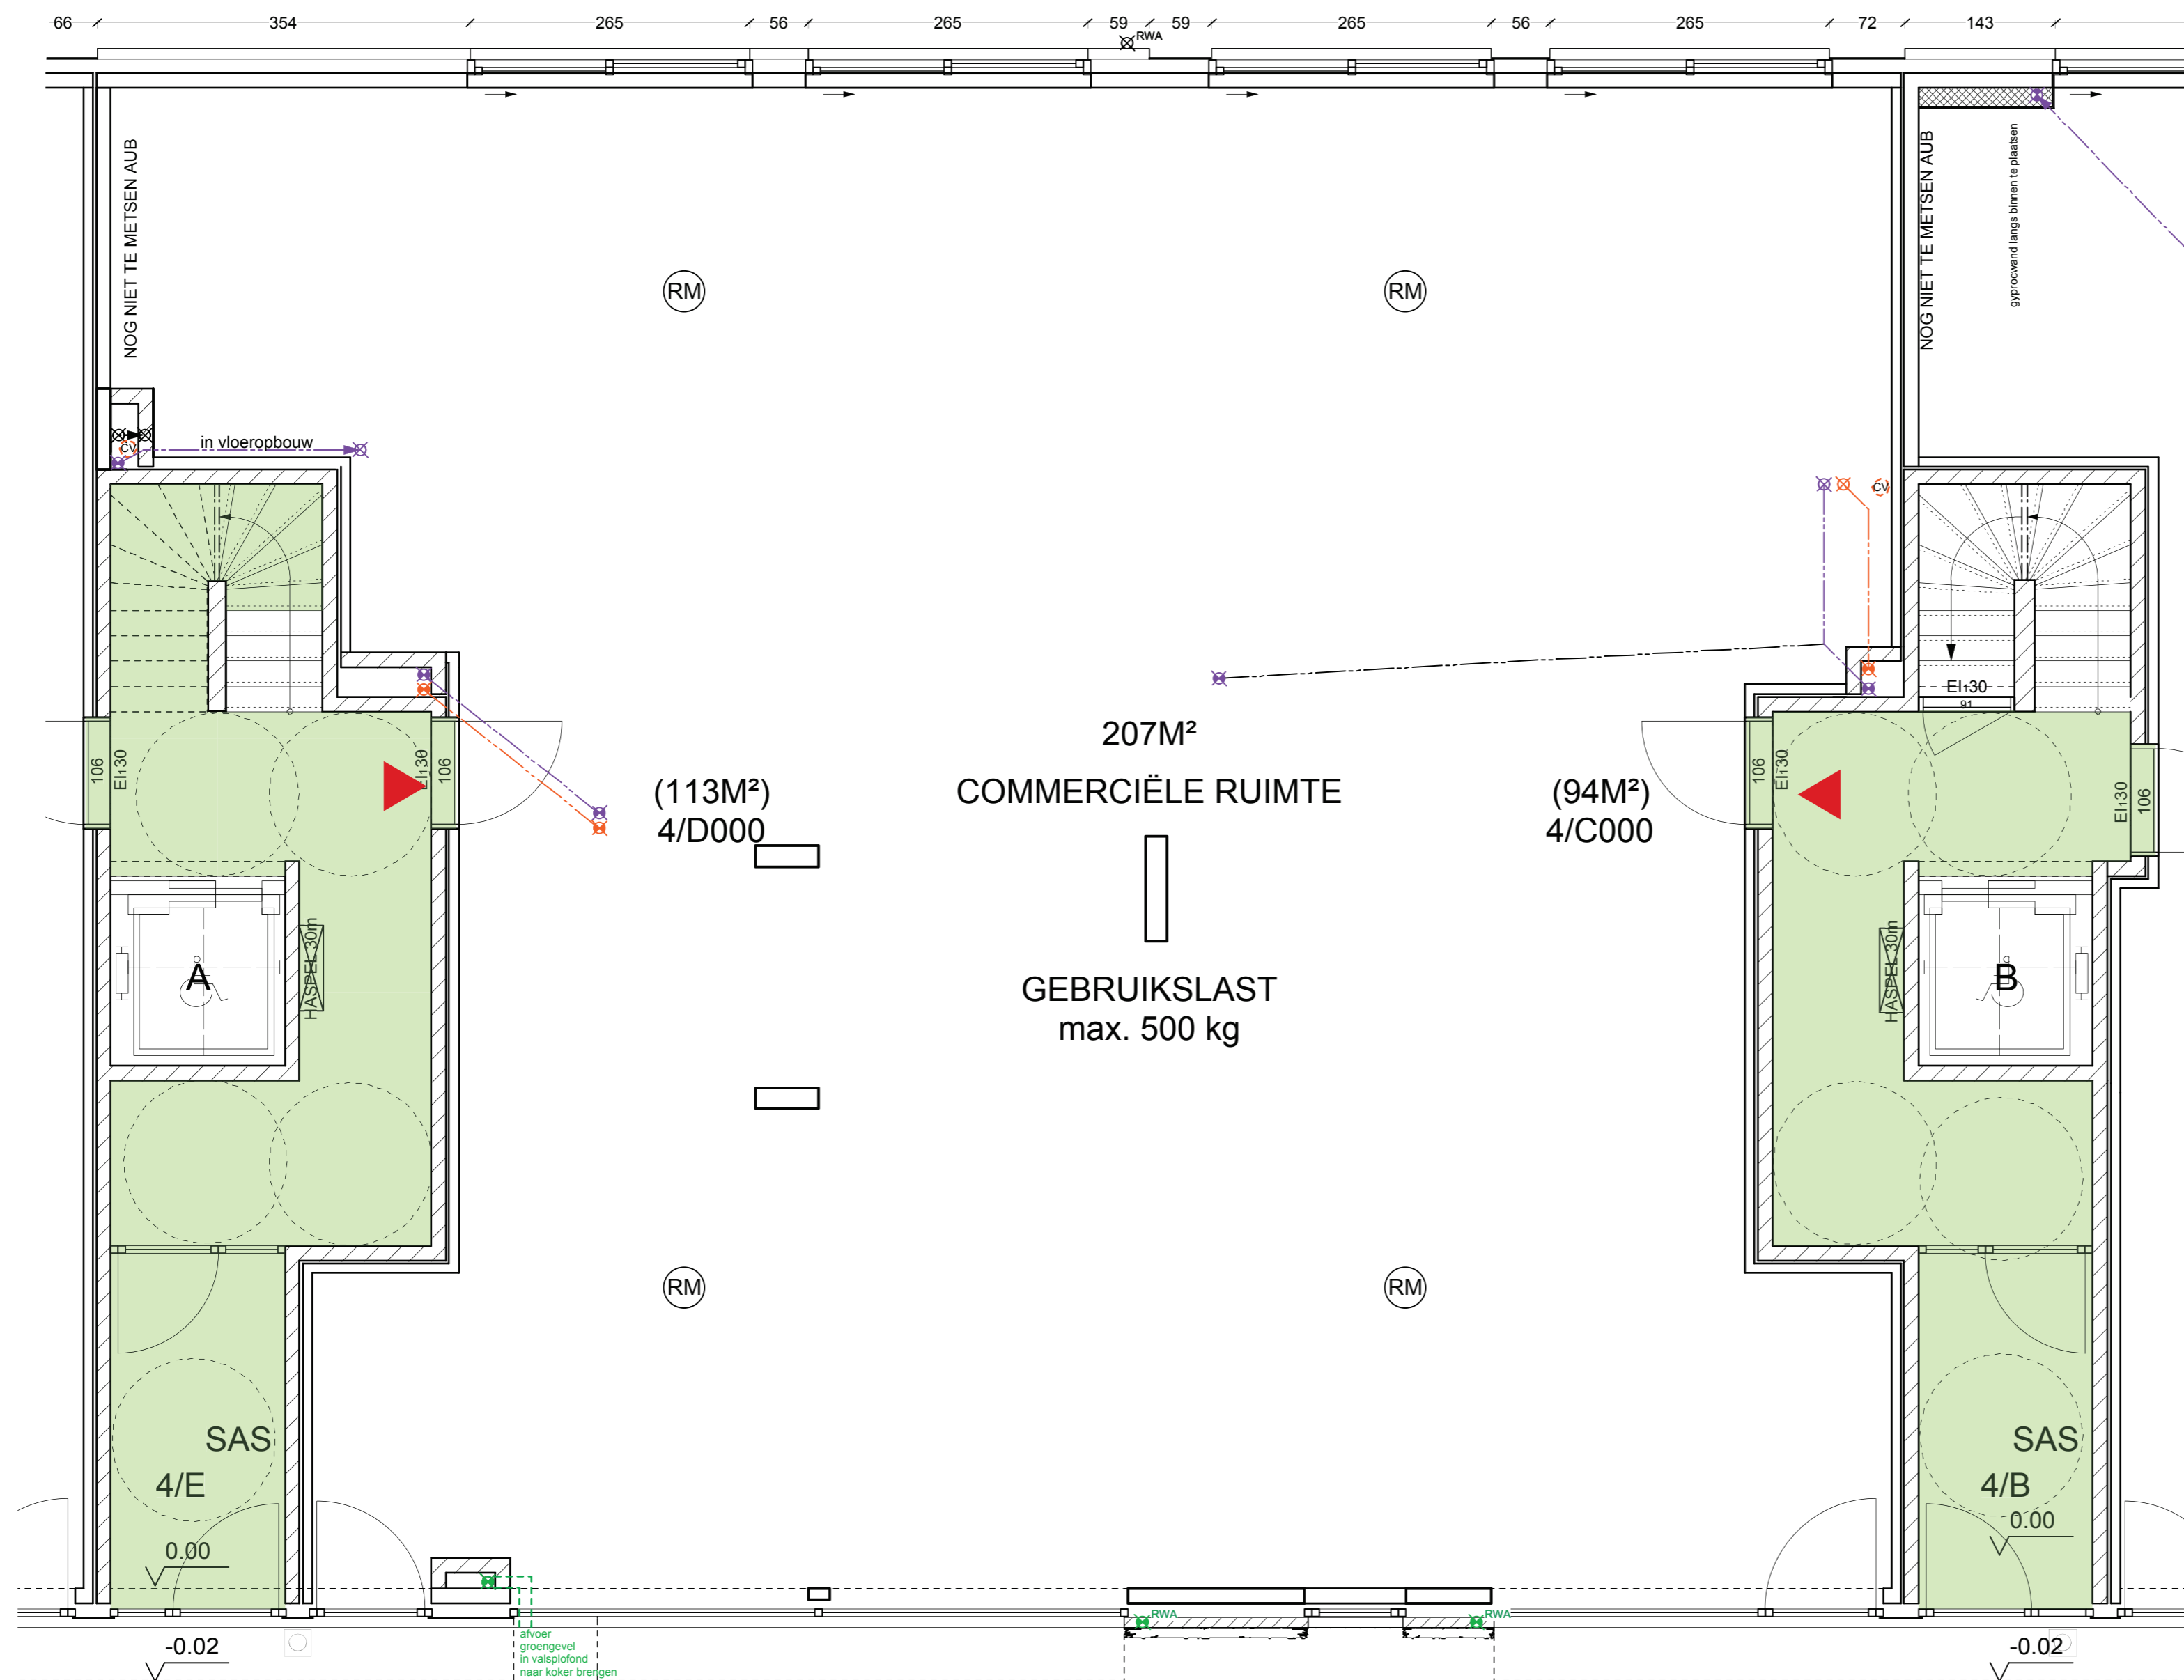 66 354 265 56 265 59 59 265 56 265 72 143
RWA
NOG NIET TE METSEN AUB
NOG NIET TE METSEN AUB
gyprocwand langs binnen te plaatsen
RM RM
CV
in vloeropbouw
CV
EI₁30
91
207M²
COMMERCIËLE RUIMTE
(113M²)
4/D000
(94M²)
4/C000
106
EI₁30
EI₁30
106
106
EI₁30
EI₁30
106
A
HASPEL 30m
HASPEL 30m
B
GEBRUIKSLAST
max. 500 kg
RM RM
SAS
4/E
0.00
SAS
4/B
0.00
RWA
RWA
-0.02
afvoer
groengevel
in valsplofond
naar koker brengen
-0.02